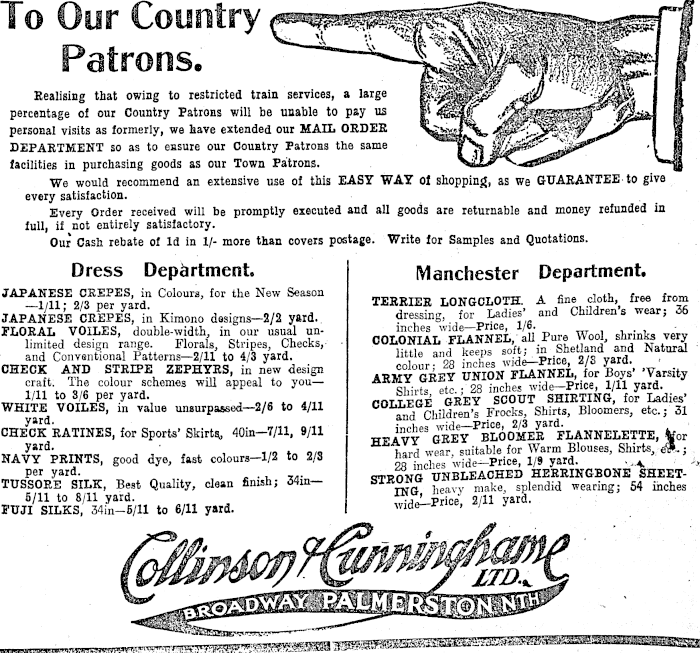 To Our Country
Patrons.
Realising that owing to restricted train services, a large
percentage of our Country Patrons will be unable to pay us
personal visits as formerly, we have extended our MAIL ORDER
DEPARTMENT so as to ensure our Country Patrons the same
facilities in purchasing goods as our Town Patrons.
We would recommend an extensive use of this EASY WAY of shopping, as we GUARANTEE to give
every satisfaction.
Every Order received will be promptly executed and all goods are returnable and money refunded in
full, if not entirely satisfactory.
Our Cash rebate of 1d in 1/- more than covers postage. Write for Samples and Quotations.
Dress Department.
JAPANESE CREPES, in Colours, for the New Season
—1/11; 2/3 per yard.
JAPANESE CREPES, in Kimono designs—2/3 yard.
FLORAL VOILES, double-width, in our usual un-
limited design range. Florals, Stripes, Checks,
and Conventional Patterns—2/11 to 4/3 yard.
CHECK AND STRIPE ZEPHYRS, in new design
craft. The colour schemes will appeal to you—
1/11 to 3/6 per yard.
WHITE VOILES, in value unsurpassed—2/6 to 4/11
yard.
CHECK RATINES, for Sports' Skirts, 40in—7/11, 9/11
yard.
NAVY PRINTS, good dye, fast colours—1/2 to 2/3
per yard.
TUSSORE SILK, Best Quality, clean finish; 34in—
5/11 to 8/11 yard.
FUJI SILKS, 34in—5/11 to 6/11 yard.
Manchester Department.
TERRIER LONGCLOTH. A fine cloth, free from
dressing, for Ladies' and Children's wear; 36
inches wide—Price, 1/6.
COLONIAL FLANNEL, all Pure Wool, shrinks very
little and keeps soft; in Shetland and Natural
colour; 28 inches wide—Price, 2/3 yard.
ARMY GREY UNION FLANNEL, for Boys' 'Varsity
Shirts, etc.; 28 inches wide—Price, 1/11 yard.
COLLEGE GREY SCOUT SHIRTING, for Ladies'
and Children's Frocks, Shirts, Bloomers, etc.; 31
inches wide—Price, 2/3 yard.
HEAVY GREY BLOOMER FLANNELETTE, for
hard wear, suitable for Warm Blouses, Shirts, etc.;
28 inches wide—Price, 1/9 yard.
STRONG UNBLEACHED HERRINGBONE SHEET-
ING, heavy make, splendid wearing; 54 inches
wide—Price, 2/11 yard.
Collinson & Cunninghame
LTD.
BROADWAY PALMERSTON NTH